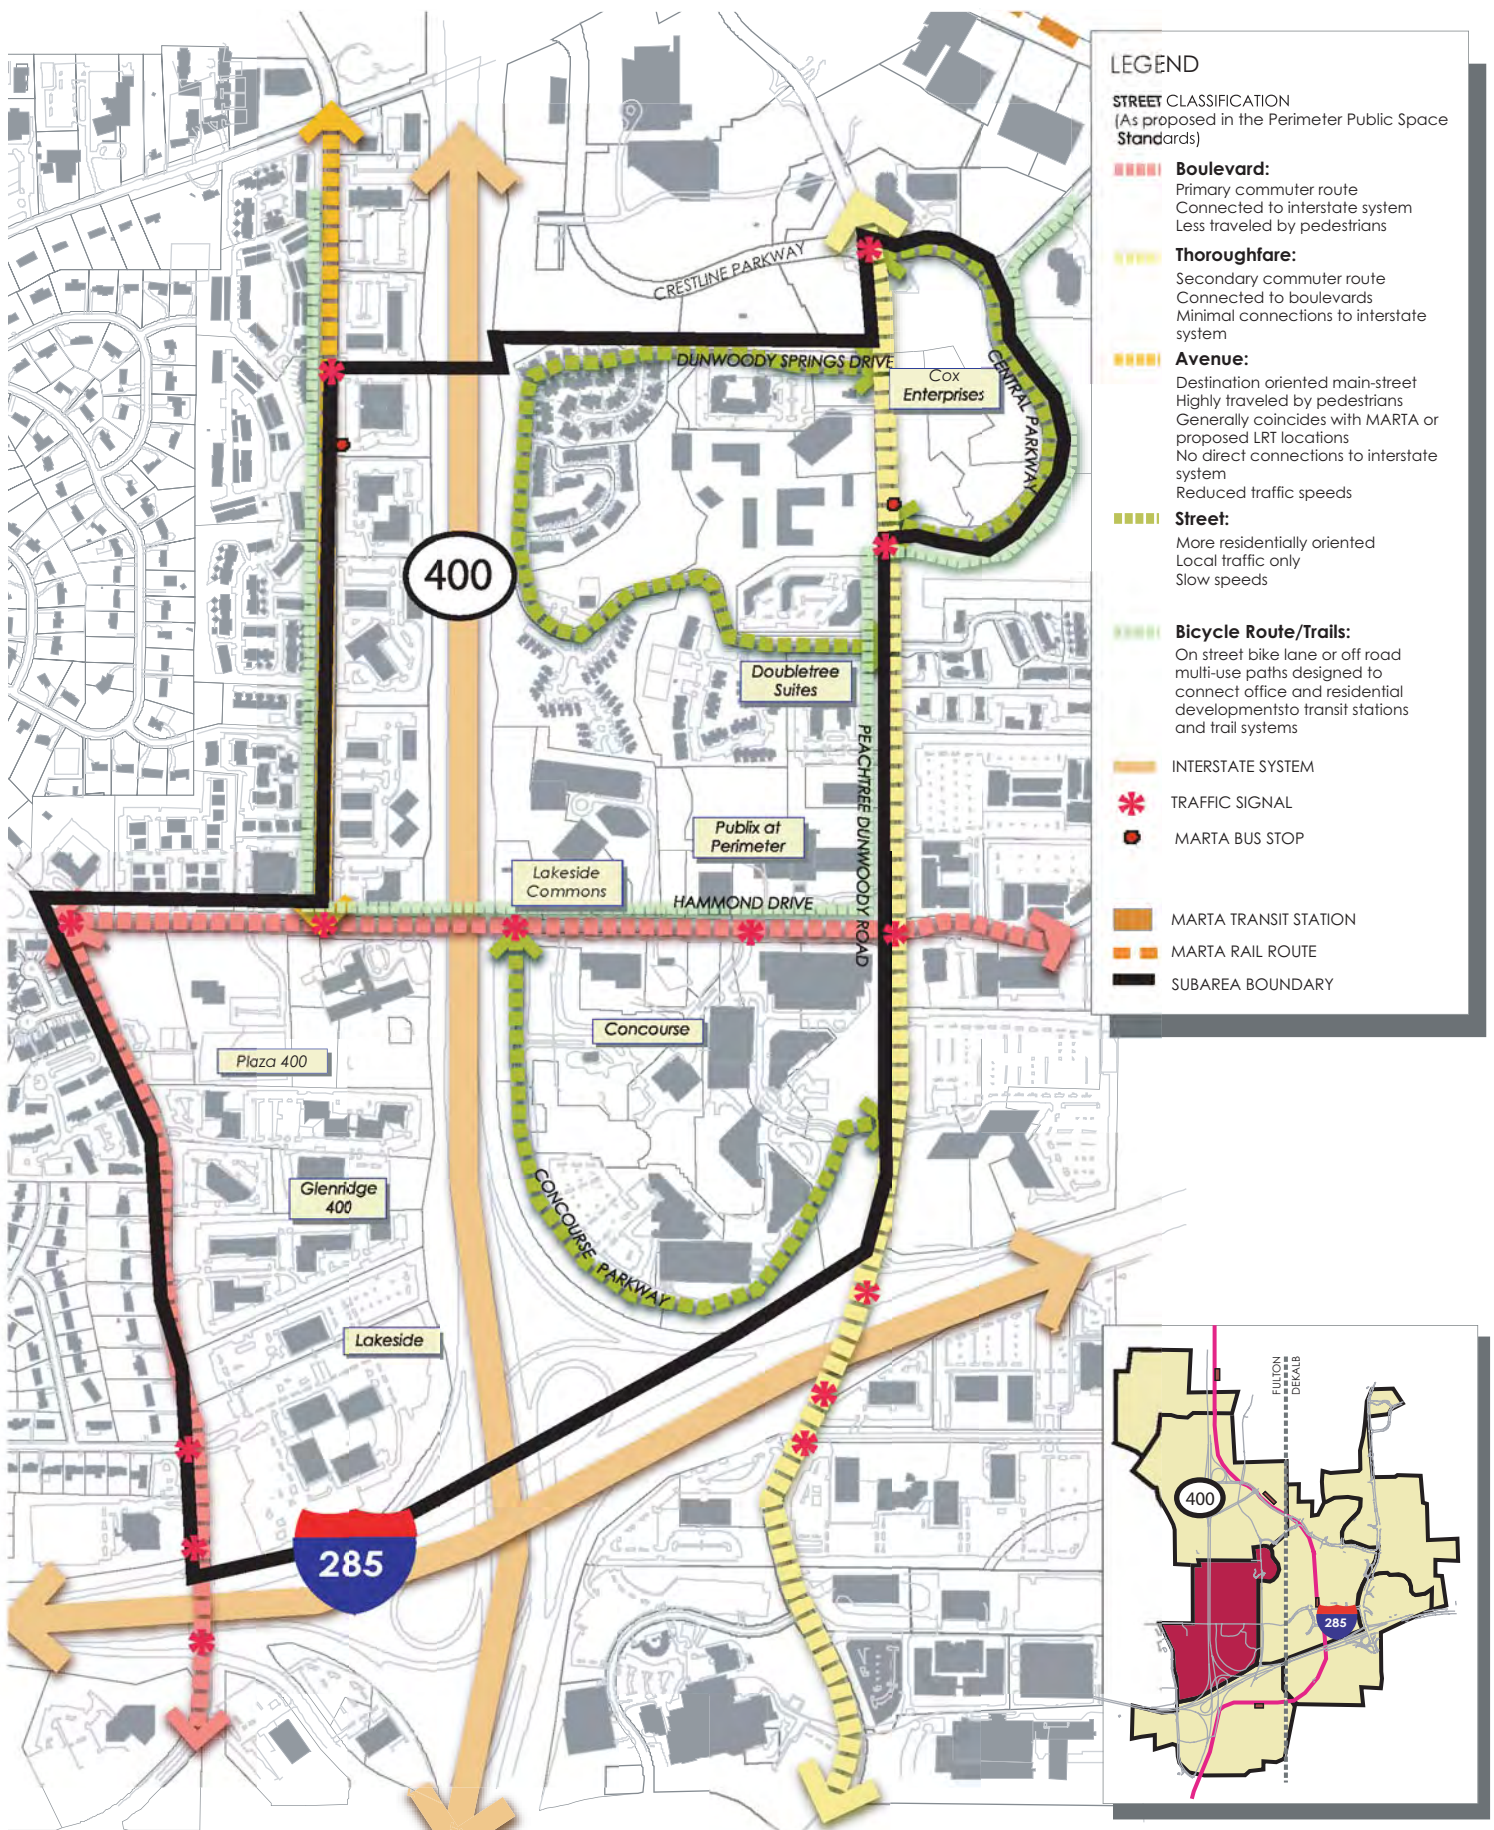 CRESTLINE PARKWAY
DUNWOODY SPRINGS DRIVE
Cox
Enterprises
CENTRAL PARKWAY
400
Doubletree
Suites
PEACHTREE DUNWOODY ROAD
Publix at
Perimeter
Lakeside
Commons
HAMMOND DRIVE
Concourse
Plaza 400
Glenridge
400
CONCOURSE PARKWAY
Lakeside
285
LEGEND
STREET CLASSIFICATION
(As proposed in the Perimeter Public Space
Standards)
Boulevard:
Primary commuter route
Connected to interstate system
Less traveled by pedestrians
Thoroughfare:
Secondary commuter route
Connected to boulevards
Minimal connections to interstate
system
Avenue:
Destination oriented main-street
Highly traveled by pedestrians
Generally coincides with MARTA or
proposed LRT locations
No direct connections to interstate
system
Reduced traffic speeds
Street:
More residentially oriented
Local traffic only
Slow speeds
Bicycle Route/Trails:
On street bike lane or off road
multi-use paths designed to
connect office and residential
developmentsto transit stations
and trail systems
INTERSTATE SYSTEM
TRAFFIC SIGNAL
MARTA BUS STOP
MARTA TRANSIT STATION
MARTA RAIL ROUTE
SUBAREA BOUNDARY
FULTON
DEKALB
400
285